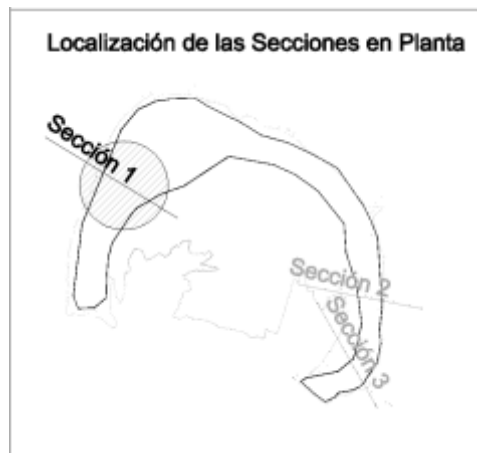 Localización de las Secciones en Planta
Sección 1
Sección 2
Sección 3